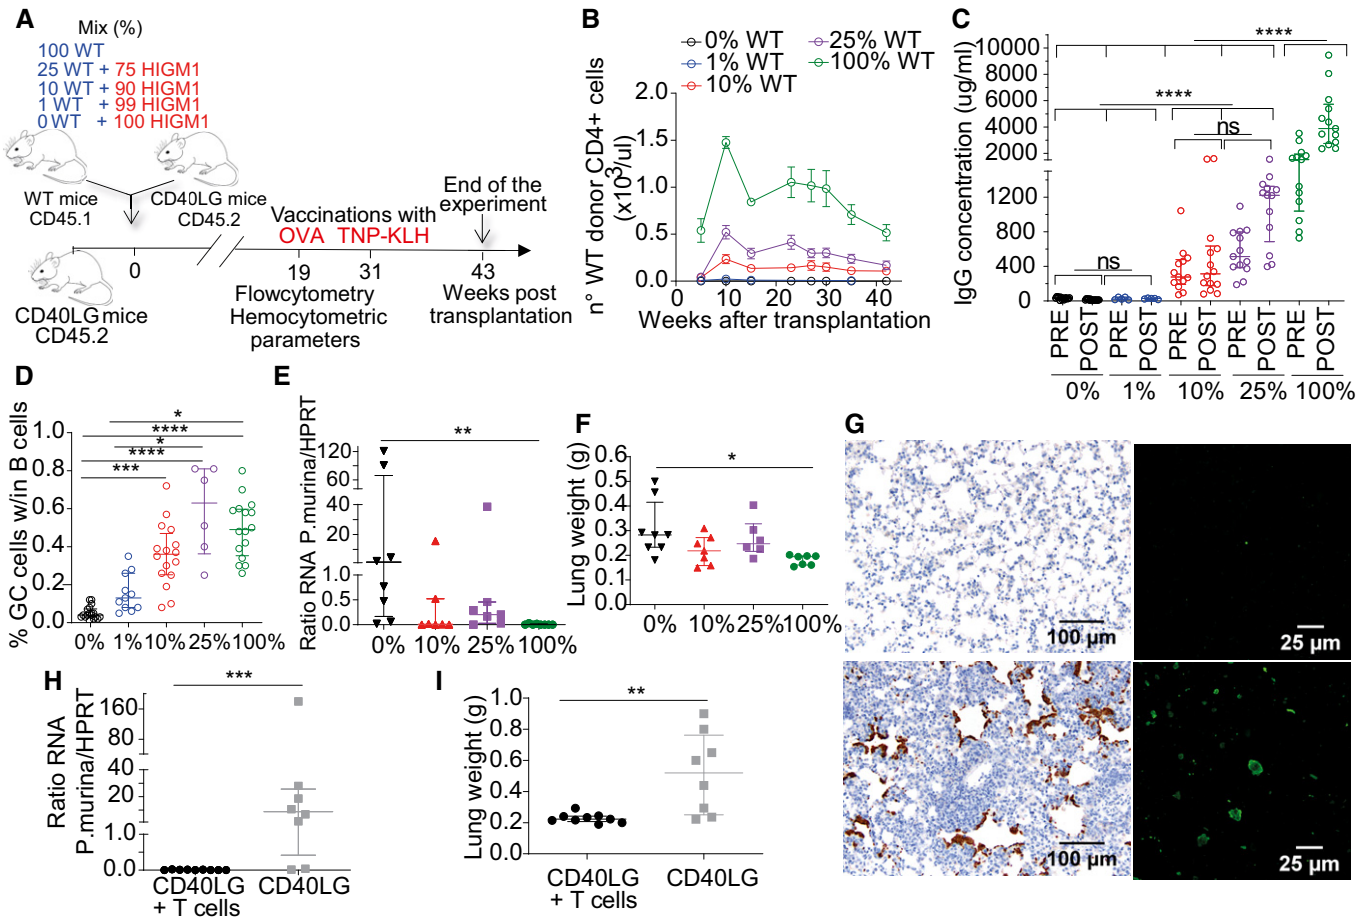 A
Mix (%)
100 WT
25 WT + 75 HIGM1
10 WT + 90 HIGM1
1 WT + 99 HIGM1
0 WT + 100 HIGM1
WT mice
CD45.1
CD40LG mice
CD45.2
CD40LG mice
CD45.2
Vaccinations with
OVA TNP-KLH
End of the
experiment
0
19
31
43
Flowcytometry
Hemocytometric
parameters
Weeks post
transplantation
B
0% WT
1% WT
10% WT
25% WT
100% WT
n° WT donor CD4+ cells
(x10³/ul)
2.0
1.5
1.0
0.5
0.0
0 10 20 30 40
Weeks after transplantation
C
IgG concentration (ug/ml)
10000
8000
6000
4000
2000
1200
800
400
0
****
****
ns
ns
PRE POST PRE POST PRE POST PRE POST PRE POST
0% 1% 10% 25% 100%
D
% GC cells w/in B cells
1.0
0.8
0.6
0.4
0.2
0.0
*
****
*
****
***
0% 1% 10% 25% 100%
E
Ratio RNA P.murina/HPRT
120
100
80
60
40
20
1.0
0.5
0.0
**
0% 10% 25% 100%
F
Lung weight (g)
0.6
0.5
0.4
0.3
0.2
0.1
0.0
*
0% 10% 25% 100%
G
100 µm
25 µm
100 µm
25 µm
H
Ratio RNA
P.murina/HPRT
160
80
40
20
1.0
0.0
***
CD40LG
+ T cells
CD40LG
I
Lung weight (g)
1.0
0.8
0.6
0.4
0.2
0.0
**
CD40LG
+ T cells
CD40LG